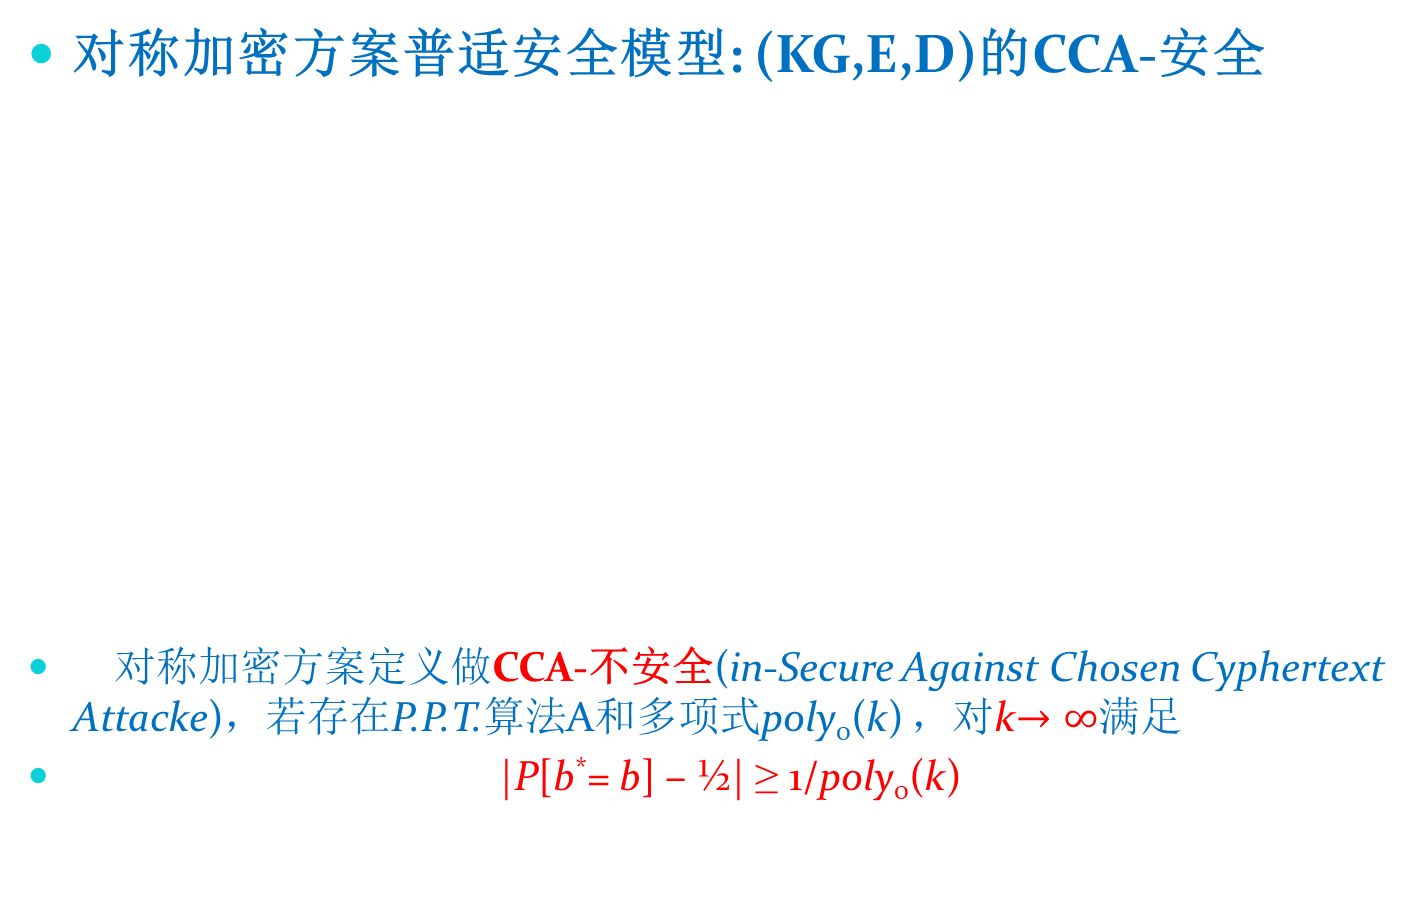 • 对称加密方案普适安全模型: (KG,E,D)的CCA-安全
• 对称加密方案定义做CCA-不安全(in-Secure Against Chosen Cyphertext
Attacke)，若存在P.P.T.算法A和多项式poly₀(k)，对k→ ∞满足
• |P[b*= b] – ½| ≥ 1/poly₀(k)